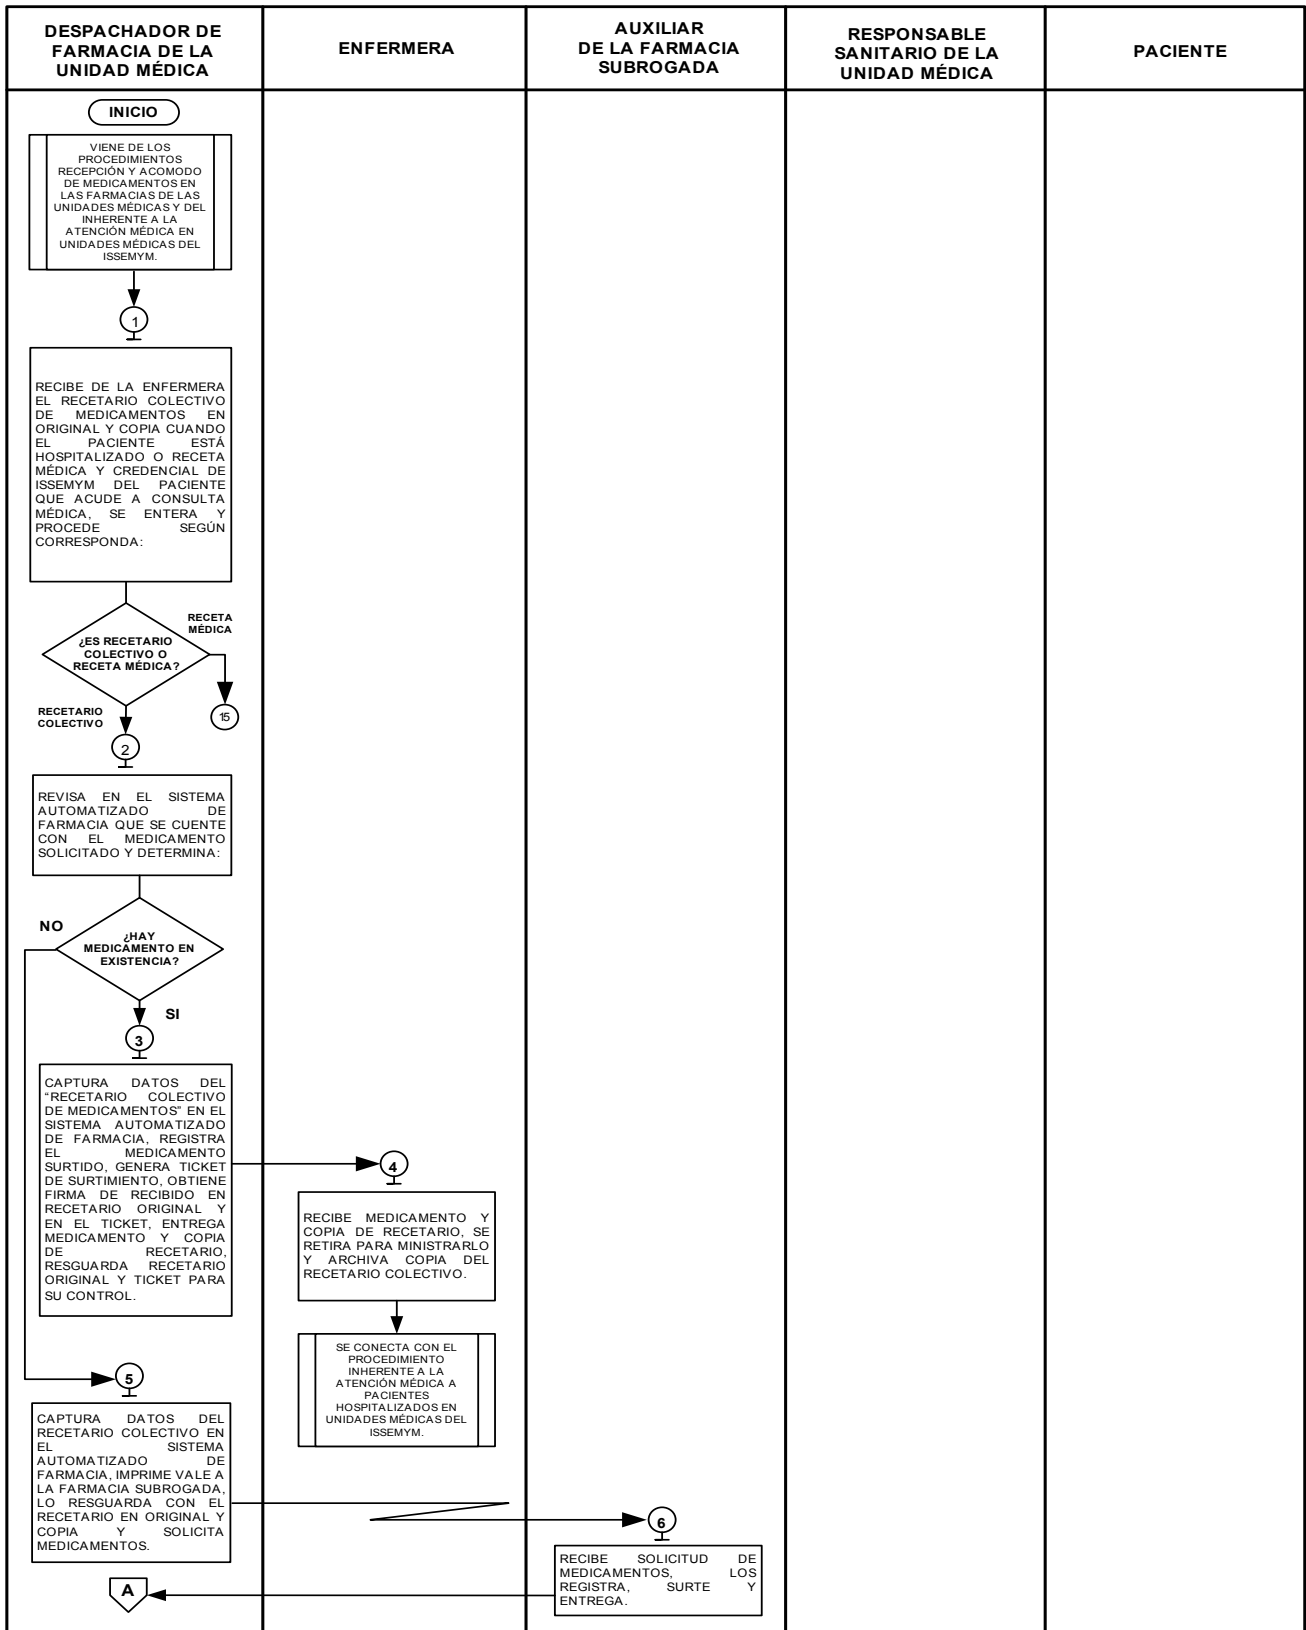 DESPACHADOR DE
FARMACIA DE LA
UNIDAD MÉDICA
ENFERMERA
AUXILIAR
DE LA FARMACIA
SUBROGADA
RESPONSABLE
SANITARIO DE LA
UNIDAD MÉDICA
PACIENTE
INICIO
VIENE DE LOS
PROCEDIMIENTOS
RECEPCIÓN Y ACOMODO
DE MEDICAMENTOS EN
LAS FARMACIAS DE LAS
UNIDADES MÉDICAS Y DEL
INHERENTE A LA
ATENCIÓN MÉDICA EN
UNIDADES MÉDICAS DEL
ISSEMYM.
1
RECIBE DE LA ENFERMERA
EL RECETARIO COLECTIVO
DE MEDICAMENTOS EN
ORIGINAL Y COPIA CUANDO
EL PACIENTE ESTÁ
HOSPITALIZADO O RECETA
MÉDICA Y CREDENCIAL DE
ISSEMYM DEL PACIENTE
QUE ACUDE A CONSULTA
MÉDICA, SE ENTERA Y
PROCEDE SEGÚN
CORRESPONDA:
RECETA
MÉDICA
¿ES RECETARIO
COLECTIVO O
RECETA MÉDICA?
15
RECETARIO
COLECTIVO
2
REVISA EN EL SISTEMA
AUTOMATIZADO DE
FARMACIA QUE SE CUENTE
CON EL MEDICAMENTO
SOLICITADO Y DETERMINA:
NO
¿HAY
MEDICAMENTO EN
EXISTENCIA?
SI
3
CAPTURA DATOS DEL
“RECETARIO COLECTIVO
DE MEDICAMENTOS” EN EL
SISTEMA AUTOMATIZADO
DE FARMACIA, REGISTRA
EL MEDICAMENTO
SURTIDO, GENERA TICKET
DE SURTIMIENTO, OBTIENE
FIRMA DE RECIBIDO EN
RECETARIO ORIGINAL Y
EN EL TICKET, ENTREGA
MEDICAMENTO Y COPIA
DE RECETARIO,
RESGUARDA RECETARIO
ORIGINAL Y TICKET PARA
SU CONTROL.
4
RECIBE MEDICAMENTO Y
COPIA DE RECETARIO, SE
RETIRA PARA MINISTRARLO
Y ARCHIVA COPIA DEL
RECETARIO COLECTIVO.
SE CONECTA CON EL
PROCEDIMIENTO
INHERENTE A LA
ATENCIÓN MÉDICA A
PACIENTES
HOSPITALIZADOS EN
UNIDADES MÉDICAS DEL
ISSEMYM.
5
CAPTURA DATOS DEL
RECETARIO COLECTIVO EN
EL SISTEMA
AUTOMATIZADO DE
FARMACIA, IMPRIME VALE A
LA FARMACIA SUBROGADA,
LO RESGUARDA CON EL
RECETARIO EN ORIGINAL Y
COPIA Y SOLICITA
MEDICAMENTOS.
6
RECIBE SOLICITUD DE
MEDICAMENTOS, LOS
REGISTRA, SURTE Y
ENTREGA.
A